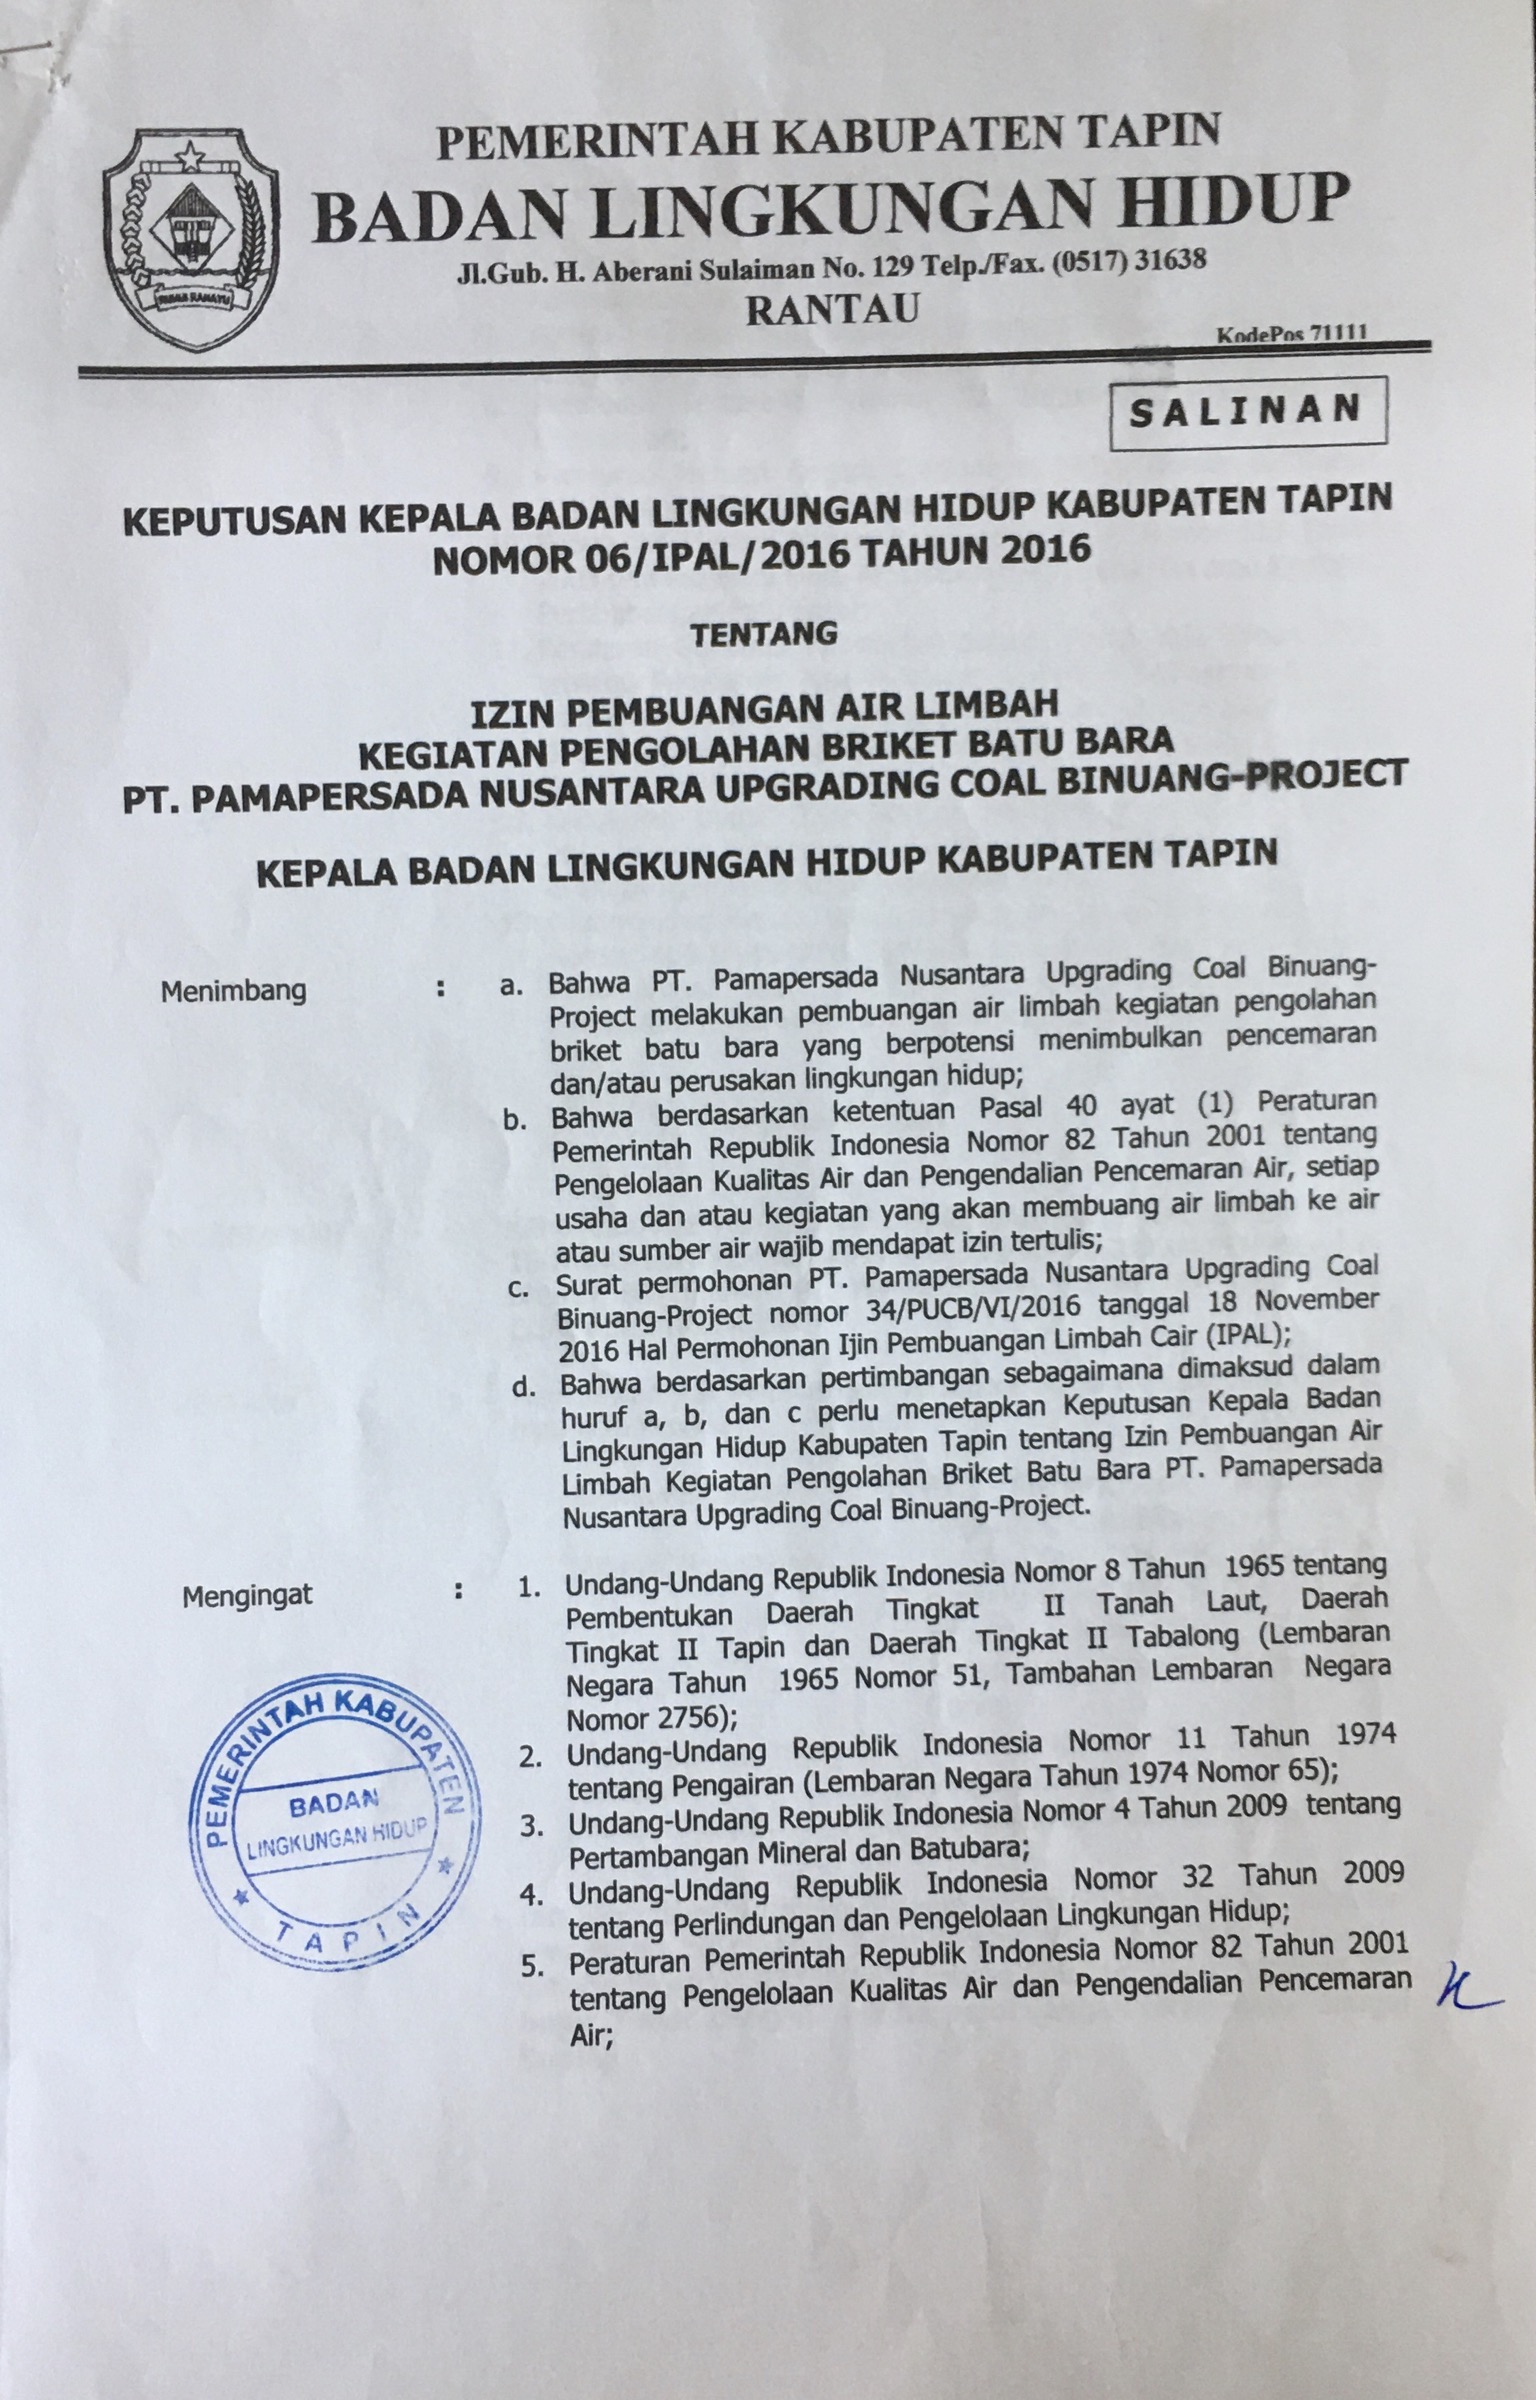 PEMERINTAH KABUPATEN TAPIN
BADAN LINGKUNGAN HIDUP
Jl.Gub. H. Aberani Sulaiman No. 129 Telp./Fax. (0517) 31638
RANTAU
KodePos 71111
SALINAN
KEPUTUSAN KEPALA BADAN LINGKUNGAN HIDUP KABUPATEN TAPIN
NOMOR 06/IPAL/2016 TAHUN 2016
TENTANG
IZIN PEMBUANGAN AIR LIMBAH
KEGIATAN PENGOLAHAN BRIKET BATU BARA
PT. PAMAPERSADA NUSANTARA UPGRADING COAL BINUANG-PROJECT
KEPALA BADAN LINGKUNGAN HIDUP KABUPATEN TAPIN
Menimbang : a. Bahwa PT. Pamapersada Nusantara Upgrading Coal Binuang-
Project melakukan pembuangan air limbah kegiatan pengolahan
briket batu bara yang berpotensi menimbulkan pencemaran
dan/atau perusakan lingkungan hidup;
b. Bahwa berdasarkan ketentuan Pasal 40 ayat (1) Peraturan
Pemerintah Republik Indonesia Nomor 82 Tahun 2001 tentang
Pengelolaan Kualitas Air dan Pengendalian Pencemaran Air, setiap
usaha dan atau kegiatan yang akan membuang air limbah ke air
atau sumber air wajib mendapat izin tertulis;
c. Surat permohonan PT. Pamapersada Nusantara Upgrading Coal
Binuang-Project nomor 34/PUCB/VI/2016 tanggal 18 November
2016 Hal Permohonan Ijin Pembuangan Limbah Cair (IPAL);
d. Bahwa berdasarkan pertimbangan sebagaimana dimaksud dalam
huruf a, b, dan c perlu menetapkan Keputusan Kepala Badan
Lingkungan Hidup Kabupaten Tapin tentang Izin Pembuangan Air
Limbah Kegiatan Pengolahan Briket Batu Bara PT. Pamapersada
Nusantara Upgrading Coal Binuang-Project.
Mengingat : 1. Undang-Undang Republik Indonesia Nomor 8 Tahun 1965 tentang
Pembentukan Daerah Tingkat II Tanah Laut, Daerah
Tingkat II Tapin dan Daerah Tingkat II Tabalong (Lembaran
Negara Tahun 1965 Nomor 51, Tambahan Lembaran Negara
Nomor 2756);
2. Undang-Undang Republik Indonesia Nomor 11 Tahun 1974
tentang Pengairan (Lembaran Negara Tahun 1974 Nomor 65);
3. Undang-Undang Republik Indonesia Nomor 4 Tahun 2009 tentang
Pertambangan Mineral dan Batubara;
4. Undang-Undang Republik Indonesia Nomor 32 Tahun 2009
tentang Perlindungan dan Pengelolaan Lingkungan Hidup;
5. Peraturan Pemerintah Republik Indonesia Nomor 82 Tahun 2001
tentang Pengelolaan Kualitas Air dan Pengendalian Pencemaran
Air;
PEMERINTAH KABUPATEN
BADAN
LINGKUNGAN HIDUP
TAPIN